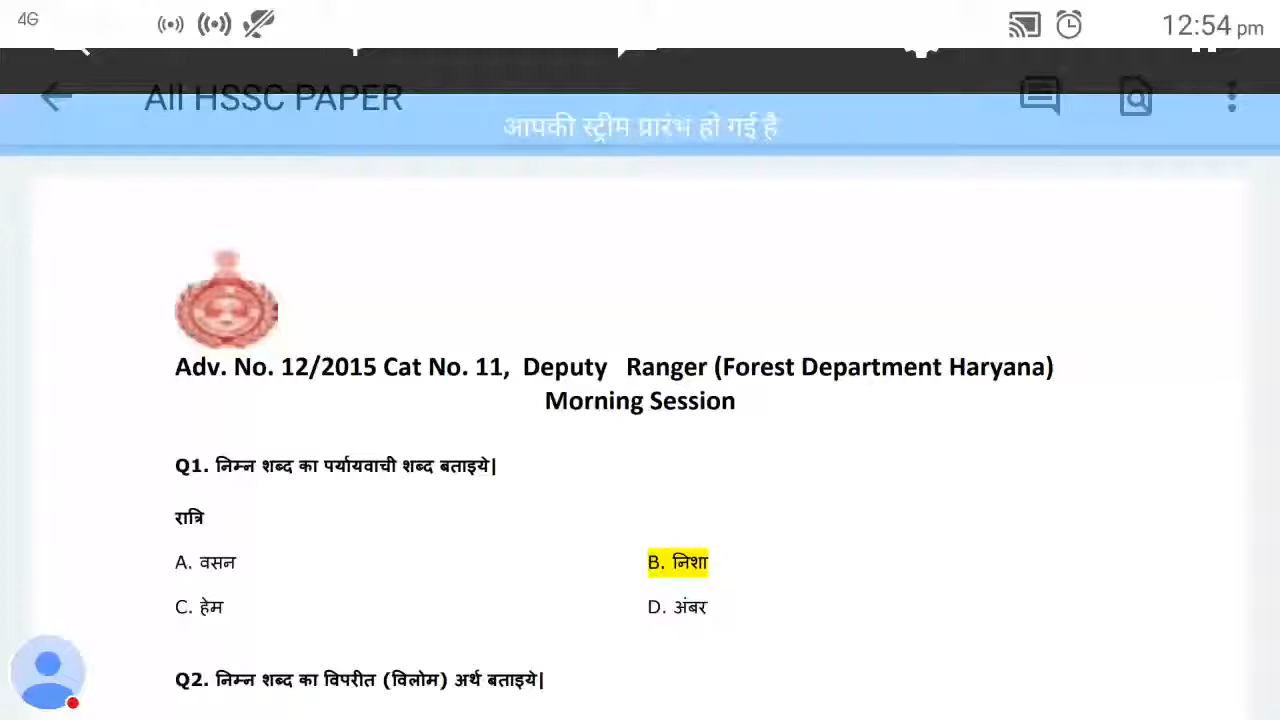 4G
12:54 pm
All HSSC PAPER
आपकी स्ट्रीम प्रारंभ हो गई है
Adv. No. 12/2015 Cat No. 11, Deputy Ranger (Forest Department Haryana)
Morning Session
Q1. निम्न शब्द का पर्यायवाची शब्द बताइये|
रात्रि
A. वसन
B. निशा
C. हेम
D. अंबर
Q2. निम्न शब्द का विपरीत (विलोम) अर्थ बताइये|